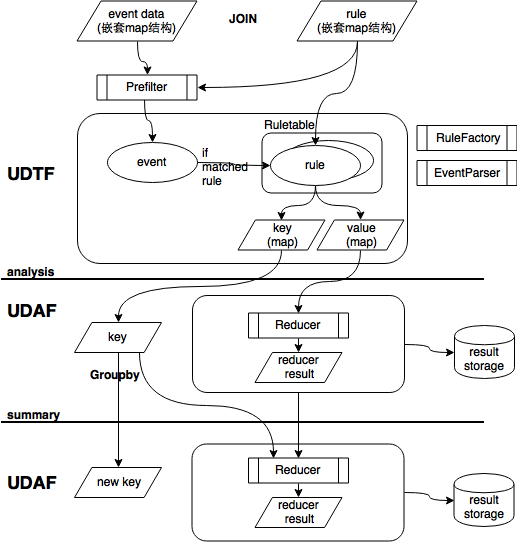 event data
(嵌套map结构)
JOIN
rule
(嵌套map结构)
Prefilter
Ruletable
RuleFactory
UDTF
event
if
matched
rule
rule
EventParser
key
(map)
value
(map)
analysis
UDAF
key
Reducer
reducer
result
result
storage
Groupby
summary
UDAF
new key
Reducer
reducer
result
result
storage